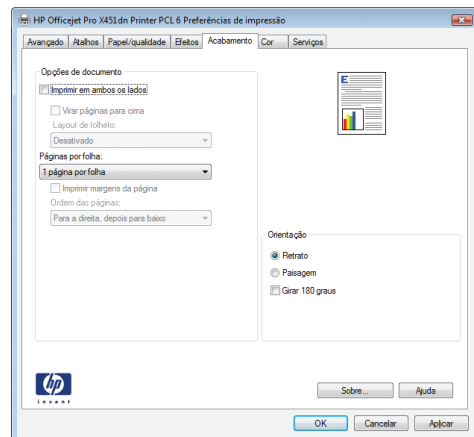 HP Officejet Pro X451dn Printer PCL 6 Preferências de impressão
Avançado Atalhos Papel/qualidade Efeitos Acabamento Cor Serviços
Opções de documento
Imprimir em ambos os lados
Virar páginas para cima
Layout de folheto:
Desativado
Páginas por folha:
1 página por folha
Imprimir margens da página
Ordem das páginas:
Para a direita, depois para baixo
E
Orientação
Retrato
Paisagem
Girar 180 graus
hp
invent
Sobre... Ajuda
OK Cancelar Aplicar